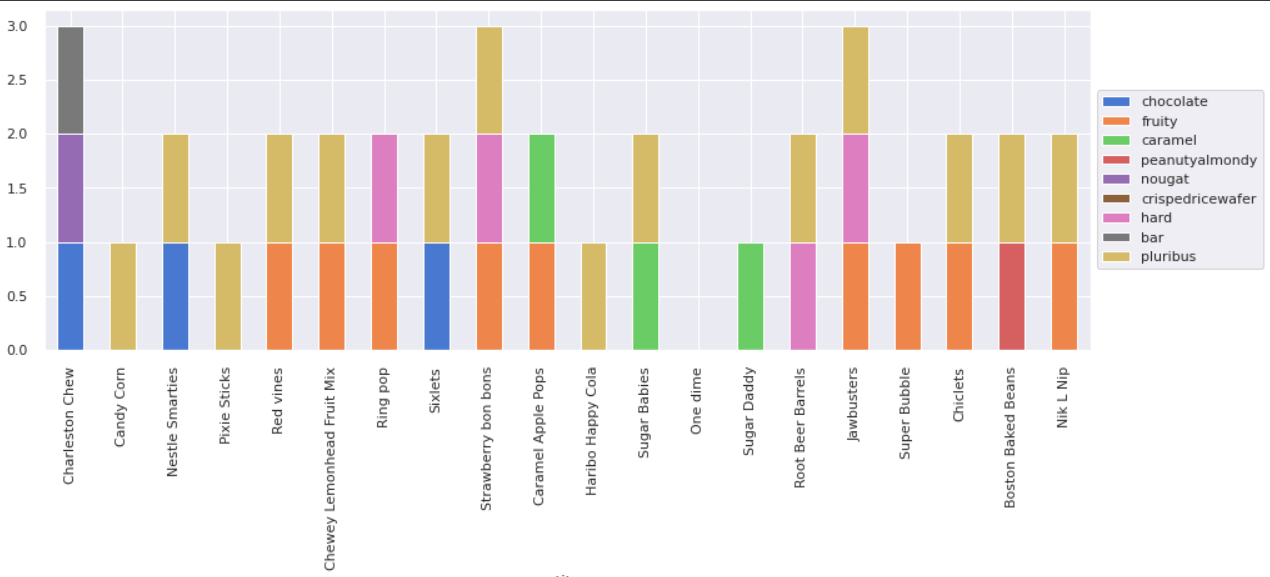 3.0
2.5
2.0
1.5
1.0
0.5
0.0
chocolate
fruity
caramel
peanutyalmondy
nougat
crispedricewafer
hard
bar
pluribus
Charleston Chew
Candy Corn
Nestle Smarties
Pixie Sticks
Red vines
Chewey Lemonhead Fruit Mix
Ring pop
Sixlets
Strawberry bon bons
Caramel Apple Pops
Haribo Happy Cola
Sugar Babies
One dime
Sugar Daddy
Root Beer Barrels
Jawbusters
Super Bubble
Chiclets
Boston Baked Beans
Nik L Nip